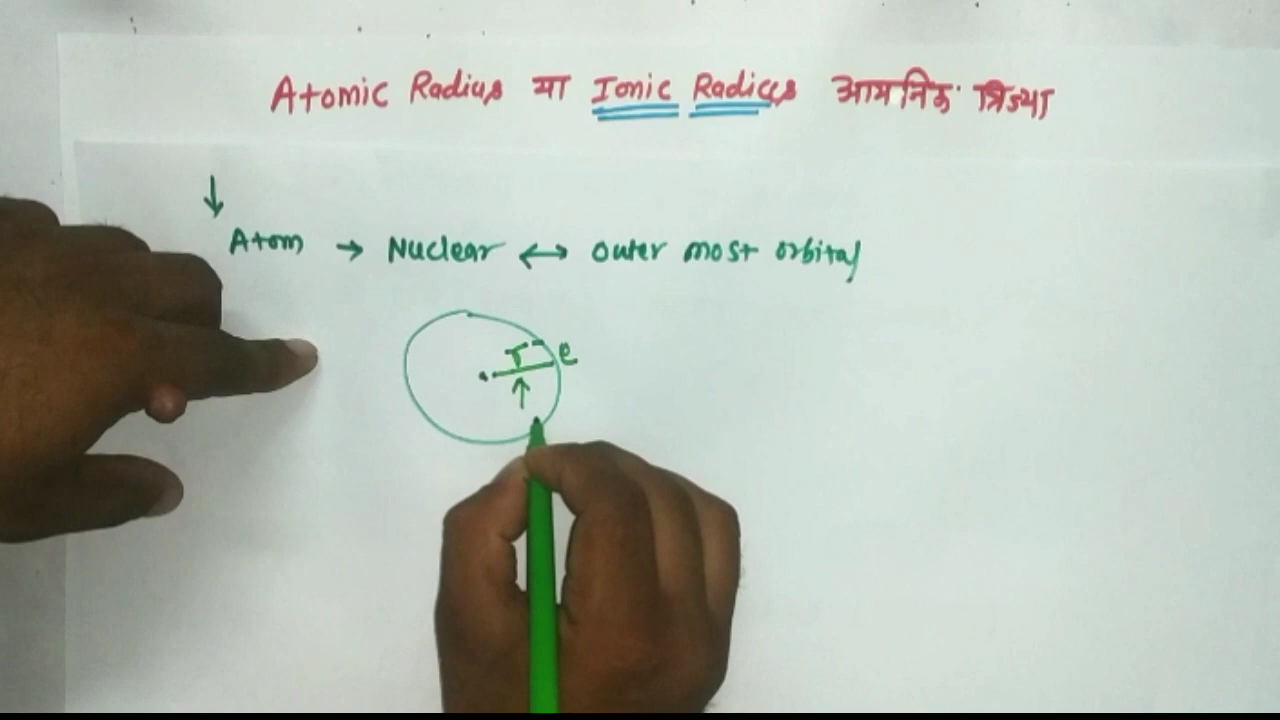 Atomic Radius या Ionic Radius आयनिक त्रिज्या
↓
Atom → Nuclear ↔ outer most orbital
r e
↑